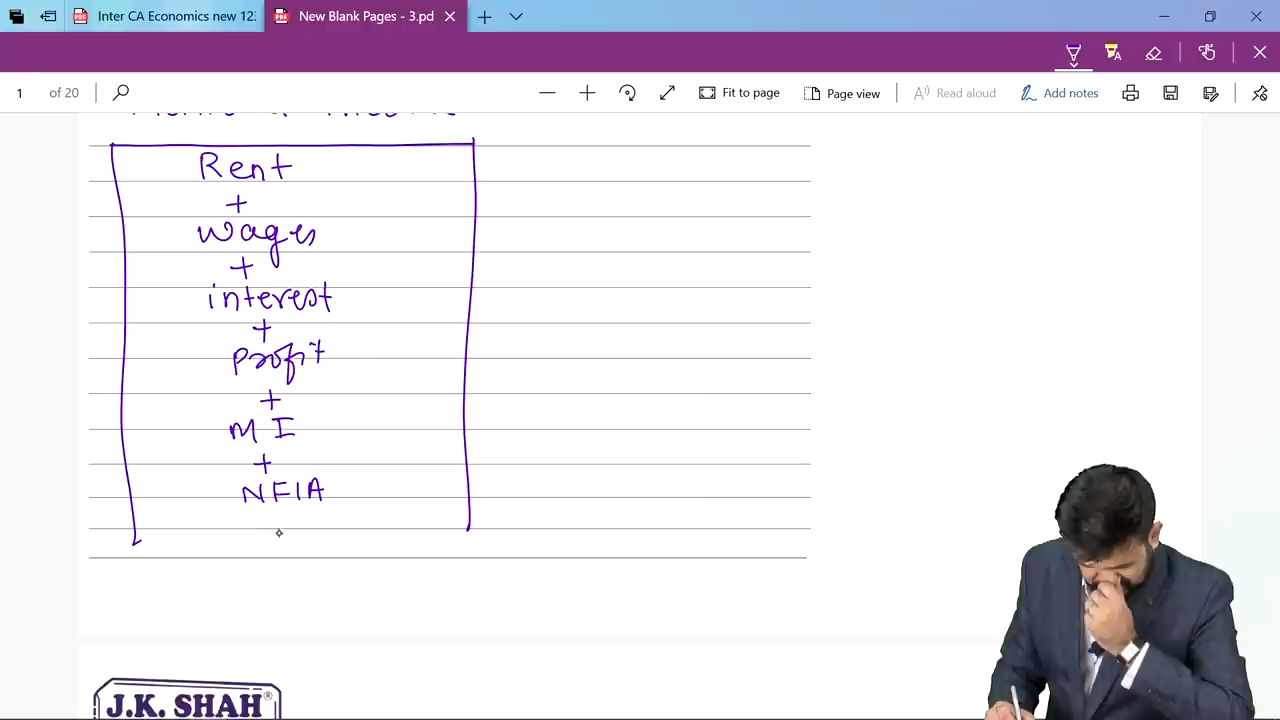 Inter CA Economics new 12:
New Blank Pages - 3.pd
1 of 20
Fit to page
Page view
Read aloud
Add notes
Rent
+
Wages
+
interest
+
Profit
+
M I
+
NFIA
J.K. SHAH®